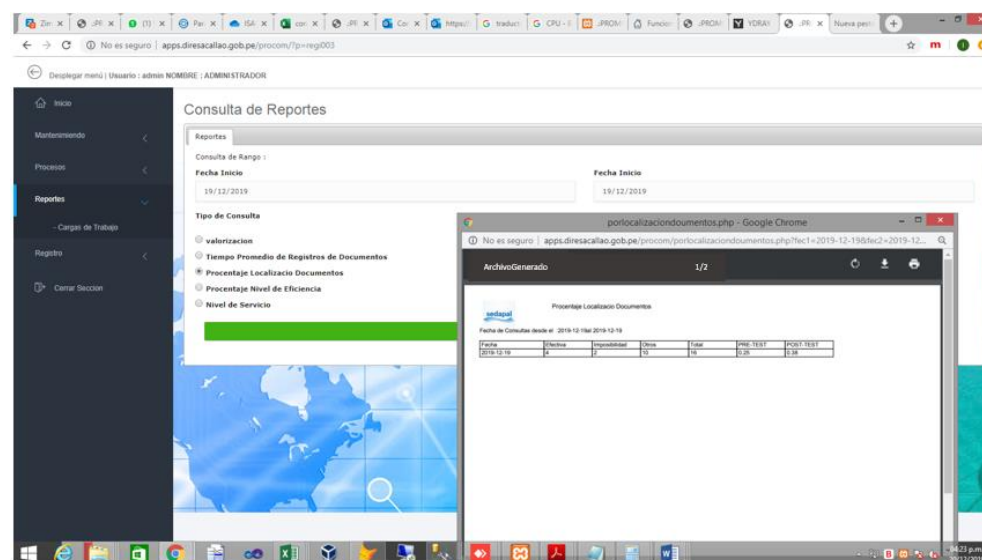 No es seguro | apps.diresacallao.gob.pe/procom/?p=regi003
Desplegar menú | Usuario : admin NOMBRE : ADMINISTRADOR
Inicio
Mantenimiendo
Procesos
Reportes
- Cargas de Trabajo
Registro
Cerrar Seccion
Consulta de Reportes
Reportes
Consulta de Rango :
Fecha Inicio
Fecha Inicio
19/12/2019
19/12/2019
Tipo de Consulta
valorizacion
Tiempo Promedio de Registros de Documentos
Procentaje Localizacio Documentos
Procentaje Nivel de Eficiencia
Nivel de Servicio
porlocalizaciondoumentos.php - Google Chrome
No es seguro | apps.diresacallao.gob.pe/procom/porlocalizaciondoumentos.php?fec1=2019-12-19&fec2=2019-12...
ArchivoGenerado 1/2
sedapal
Procentaje Localizacio Documentos
Fecha de Consultas desde el : 2019-12-19al 2019-12-19
Fecha Efectiva Imposibilidad Otros Total PRE-TEST POST-TEST
2019-12-19 4 2 10 16 0.25 0.38
04:23 p.m.